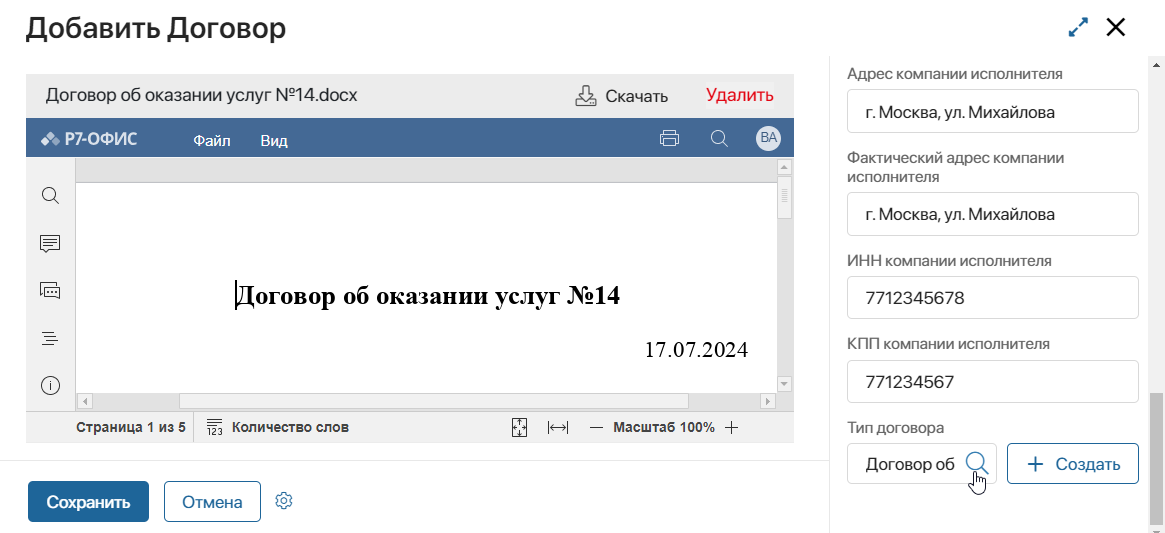 Добавить Договор
Договор об оказании услуг №14.docx
Скачать
Удалить
Р7-ОФИС
Файл
Вид
ВА
Договор об оказании услуг №14
17.07.2024
Страница 1 из 5
123
Количество слов
Масштаб 100%
Сохранить
Отмена
Адрес компании исполнителя
г. Москва, ул. Михайлова
Фактический адрес компании
исполнителя
г. Москва, ул. Михайлова
ИНН компании исполнителя
7712345678
КПП компании исполнителя
771234567
Тип договора
Договор об
Создать